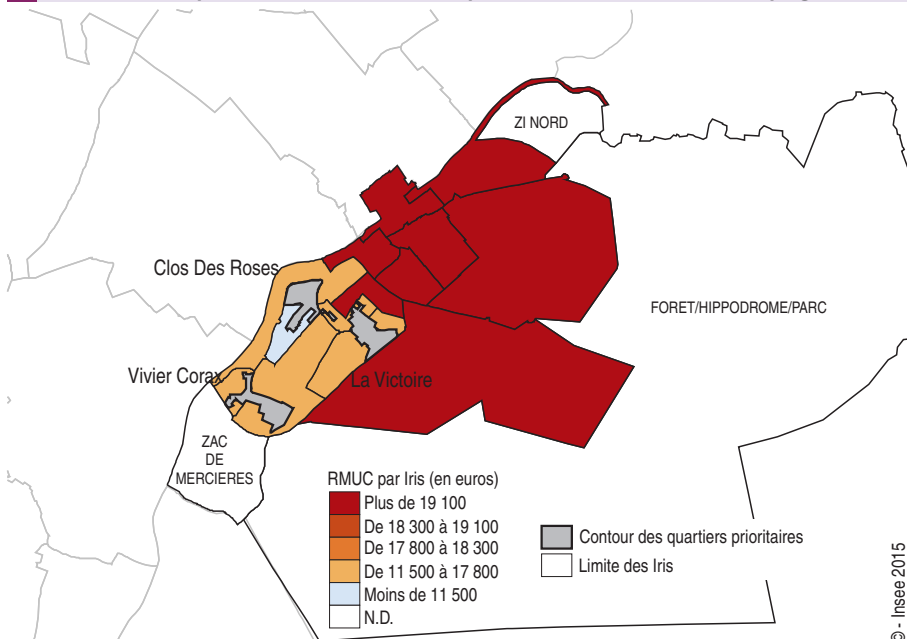 ZI NORD
Clos Des Roses
FORET/HIPPODROME/PARC
Vivier Corax
La Victoire
ZAC
DE
MERCIERES
RMUC par Iris (en euros)
Plus de 19 100
De 18 300 à 19 100
De 17 800 à 18 300
De 11 500 à 17 800
Moins de 11 500
N.D.
Contour des quartiers prioritaires
Limite des Iris
© - Insee 2015